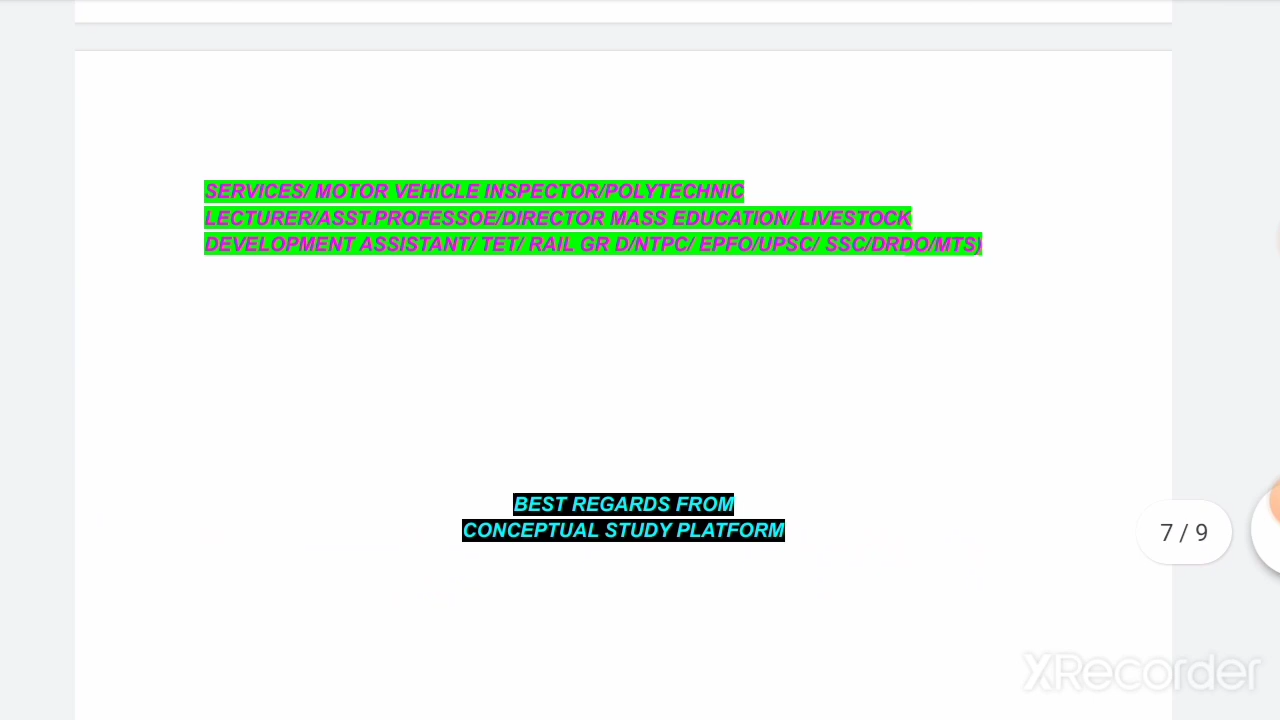 SERVICES/ MOTOR VEHICLE INSPECTOR/POLYTECHNIC
LECTURER/ASST.PROFESSOE/DIRECTOR MASS EDUCATION/ LIVESTOCK
DEVELOPMENT ASSISTANT/ TET/ RAIL GR D/NTPC/ EPFO/UPSC/ SSC/DRDO/MTS)
BEST REGARDS FROM
CONCEPTUAL STUDY PLATFORM
7 / 9
XRecorder